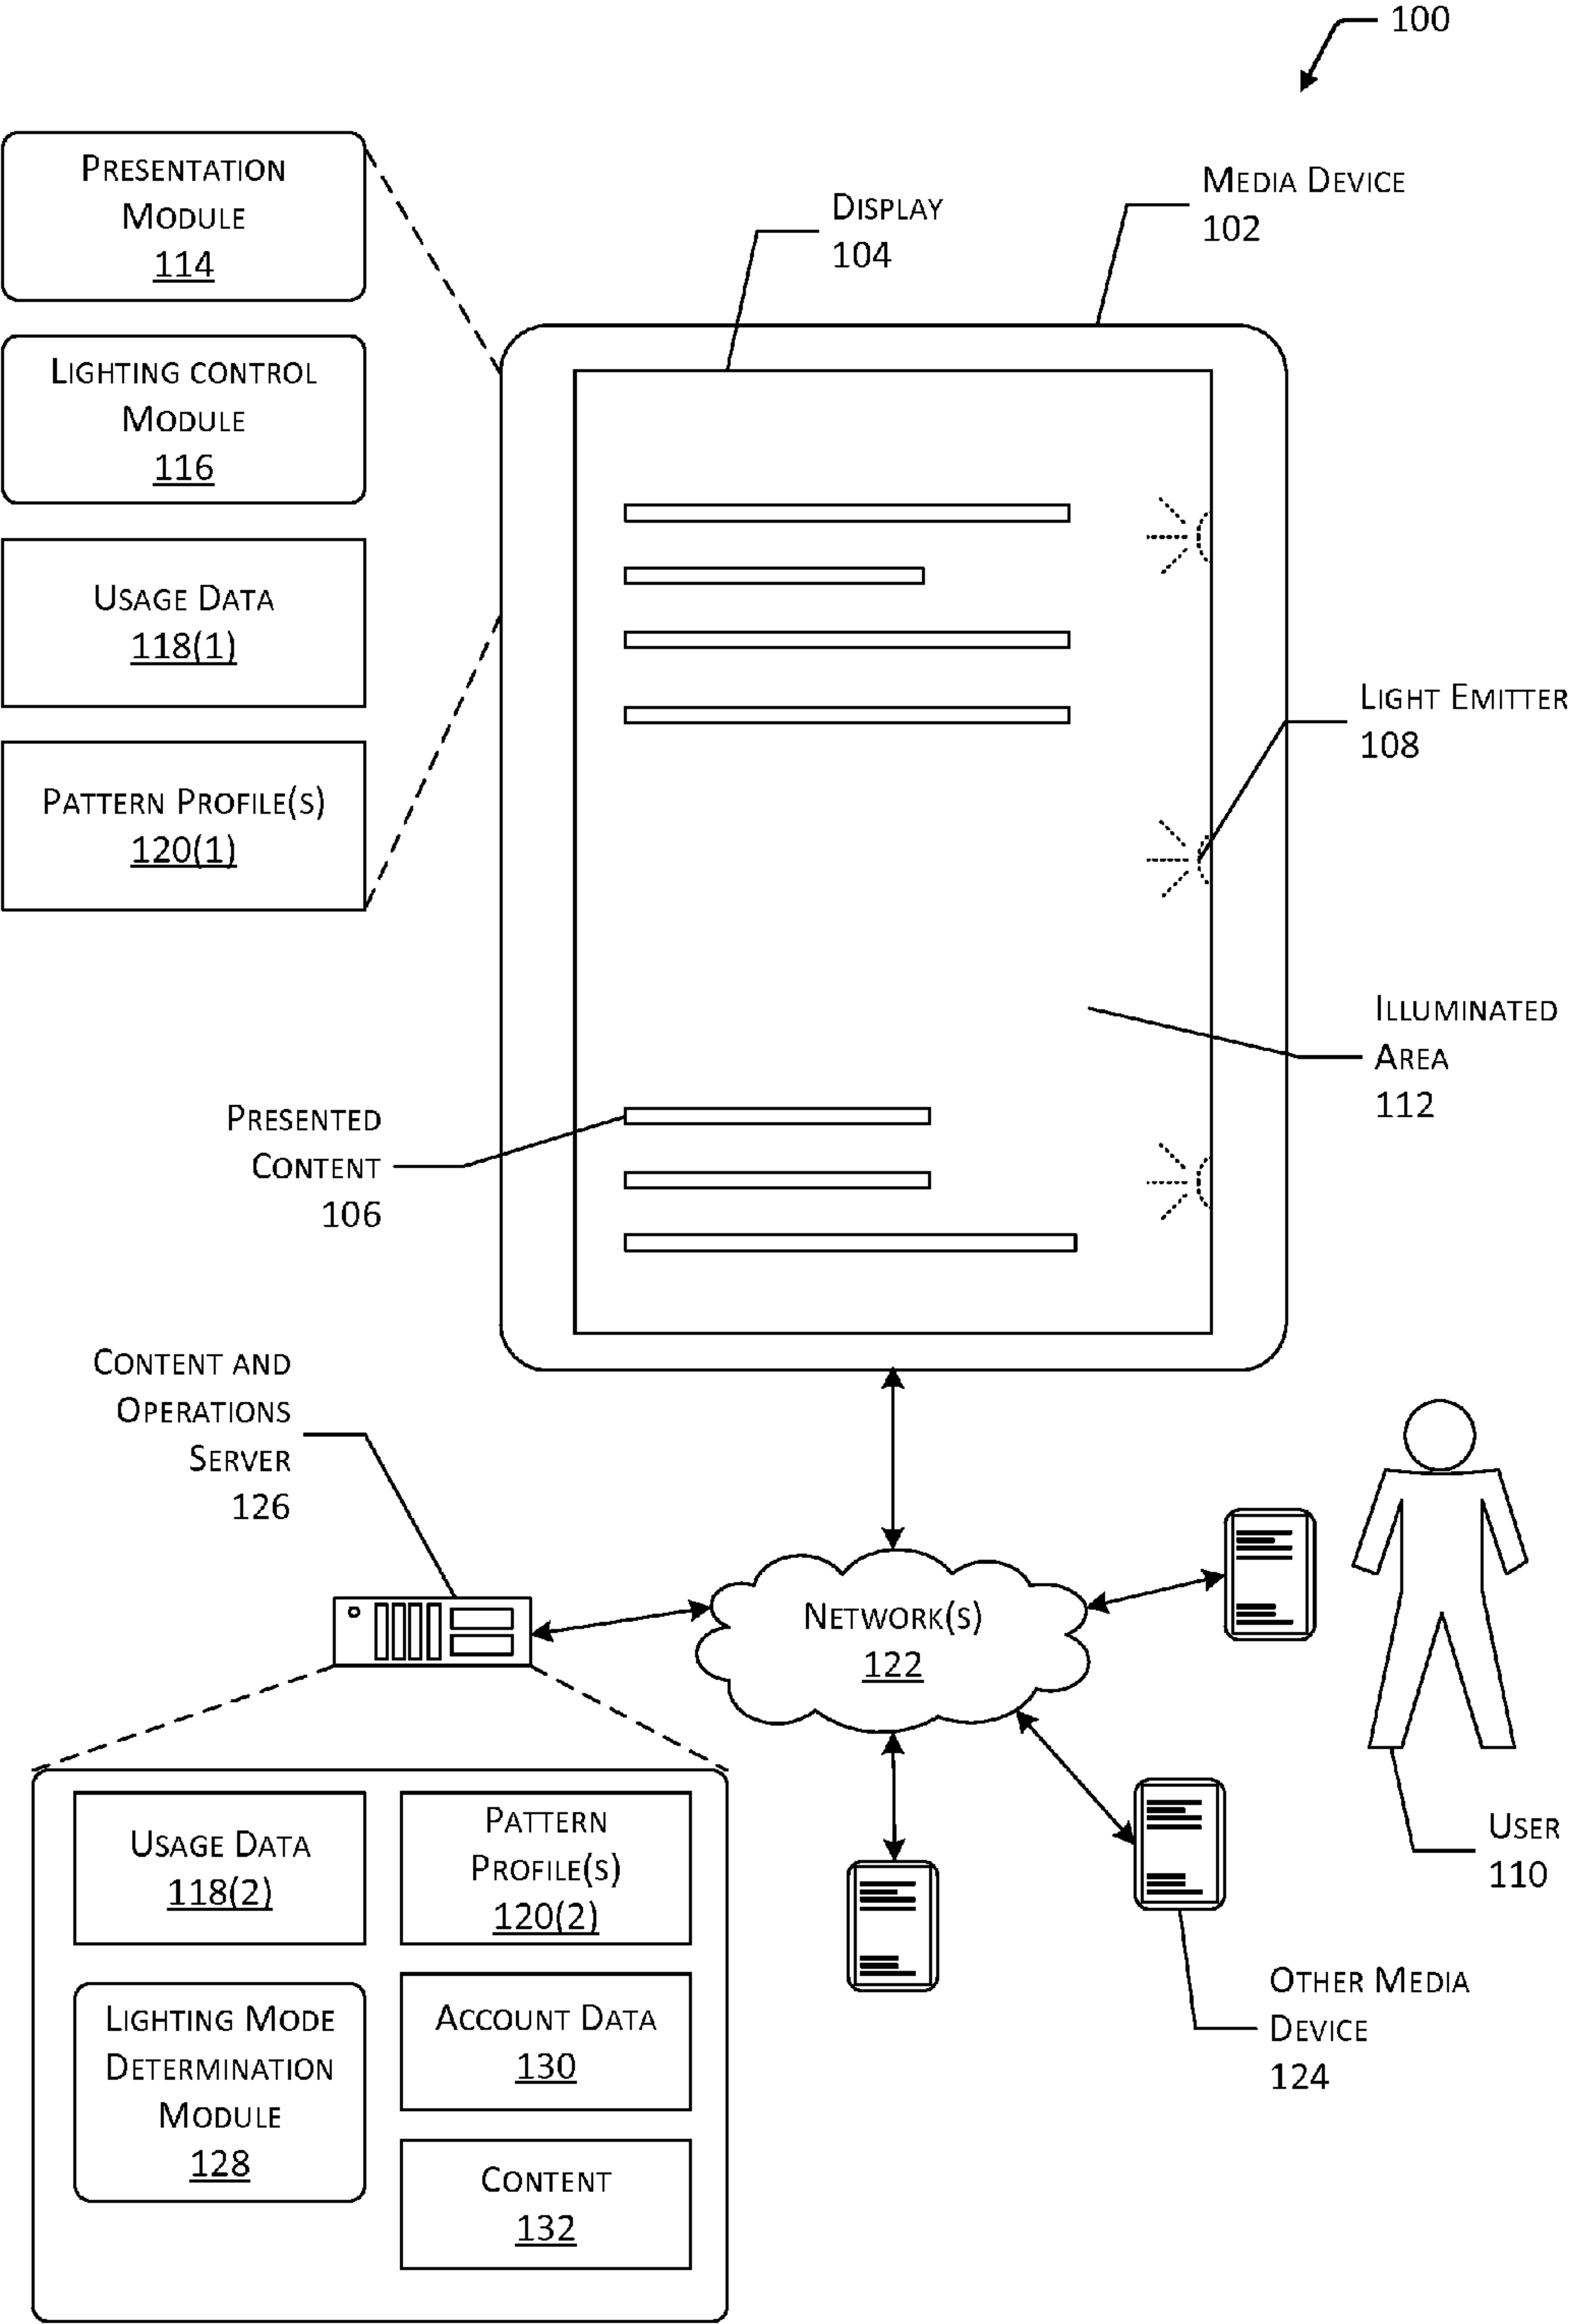 100
Presentation
Module
114
Media Device
102
Display
104
Lighting control
Module
116
Usage Data
118(1)
Light Emitter
108
Pattern Profile(s)
120(1)
Illuminated
Area
112
Presented
Content
106
Content and
Operations
Server
126
Network(s)
122
User
110
Usage Data
118(2)
Pattern
Profile(s)
120(2)
Other Media
Device
124
Lighting Mode
Determination
Module
128
Account Data
130
Content
132